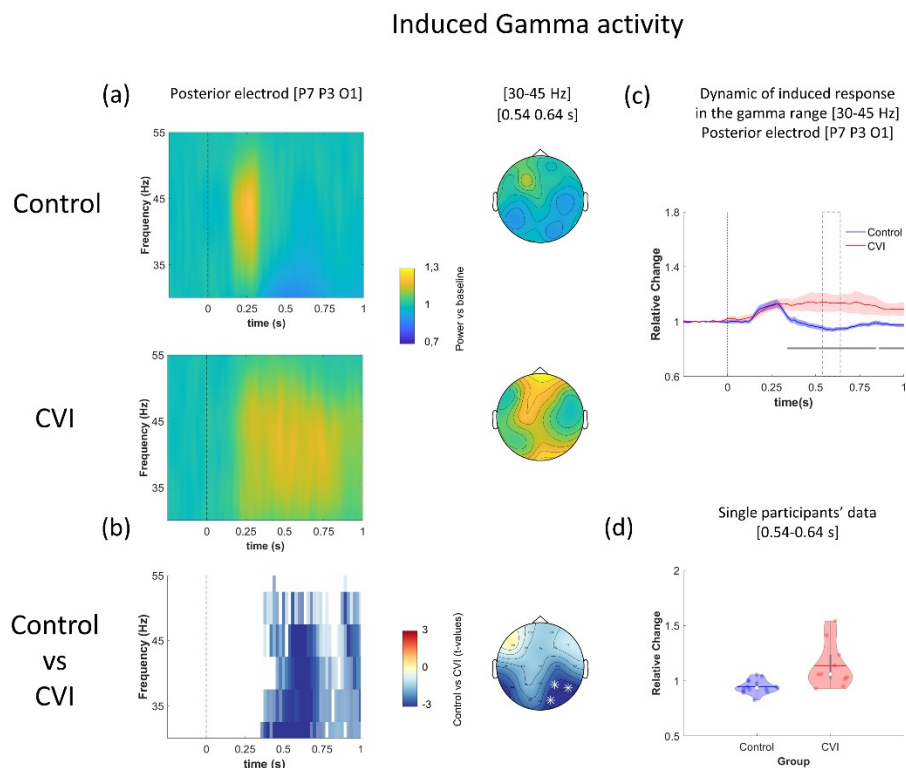 Induced Gamma activity
(a)
Posterior electrod [P7 P3 O1]
[30-45 Hz]
[0.54 0.64 s]
(c)
Dynamic of induced response
in the gamma range [30-45 Hz]
Posterior electrod [P7 P3 O1]
Control
Frequency (Hz)
55
45
35
0
0.25
0.5
0.75
1
time (s)
1,3
1
0,7
Power vs baseline
Relative Change
1.8
1.4
1
0.6
Control
CVI
0
0.25
0.5
0.75
1
time(s)
CVI
Frequency (Hz)
55
45
35
0
0.25
0.5
0.75
1
time (s)
(b)
Control
vs
CVI
Frequency (Hz)
55
45
35
0
0.25
0.5
0.75
1
time (s)
3
0
-3
Control vs CVI (t-values)
(d)
Single participants' data
[0.54-0.64 s]
Relative Change
2
1.5
1
0.5
Control
CVI
Group